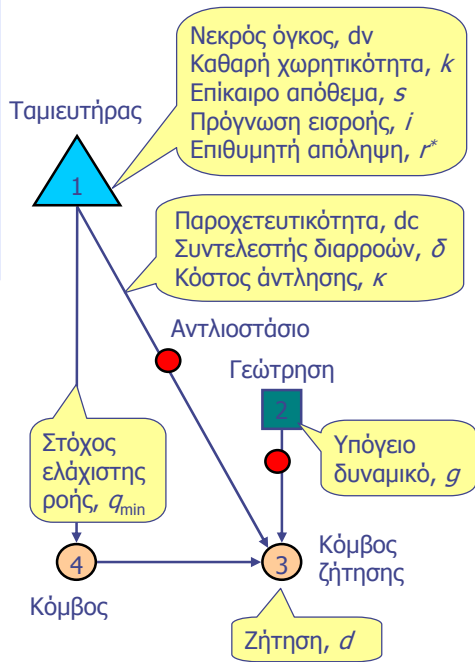 Νεκρός όγκος, dv
Καθαρή χωρητικότητα, k
Επίκαιρο απόθεμα, s
Πρόγνωση εισροής, i
Επιθυμητή απόληψη, r*
Ταμιευτήρας
1
Παροχετευτικότητα, dc
Συντελεστής διαρροών, δ
Κόστος άντλησης, κ
Αντλιοστάσιο
Γεώτρηση
2
Στόχος
ελάχιστης
ροής, qmin
Υπόγειο
δυναμικό, g
4
3
Κόμβος
ζήτησης
Κόμβος
Ζήτηση, d